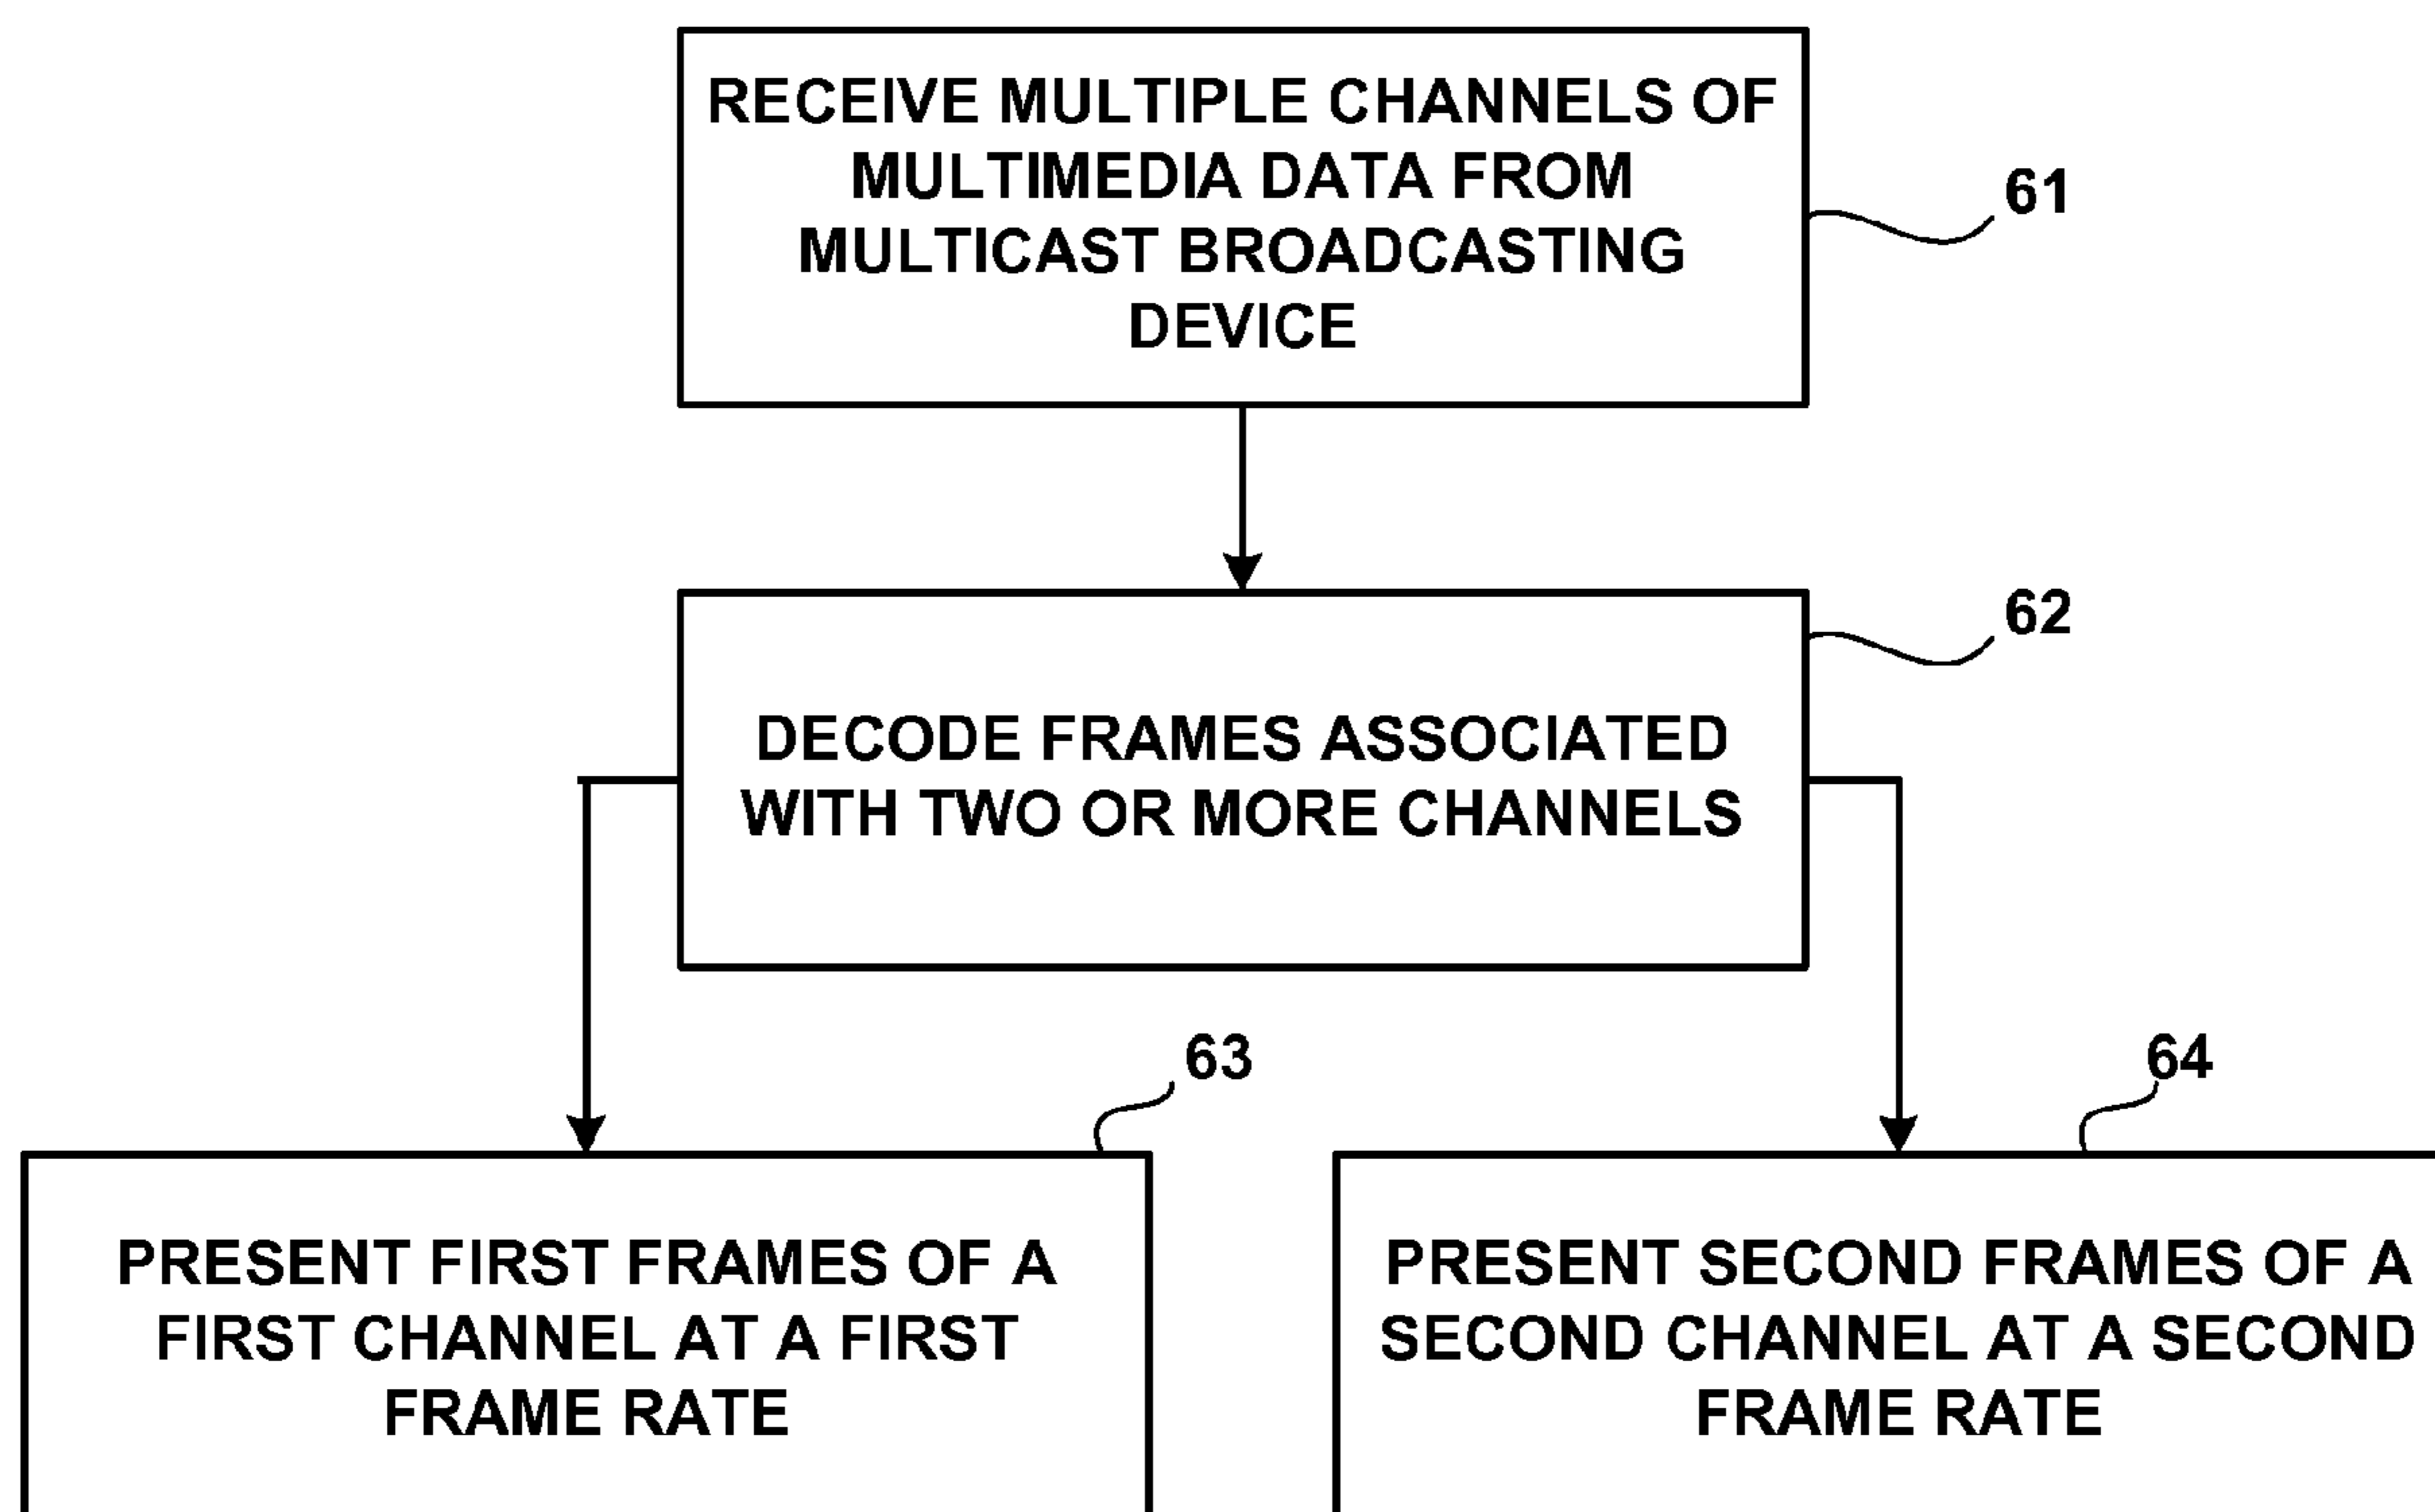 RECEIVE MULTIPLE CHANNELS OF
MULTIMEDIA DATA FROM
MULTICAST BROADCASTING
DEVICE
61
62
DECODE FRAMES ASSOCIATED
WITH TWO OR MORE CHANNELS
63
64
PRESENT FIRST FRAMES OF A
FIRST CHANNEL AT A FIRST
FRAME RATE
PRESENT SECOND FRAMES OF A
SECOND CHANNEL AT A SECOND
FRAME RATE